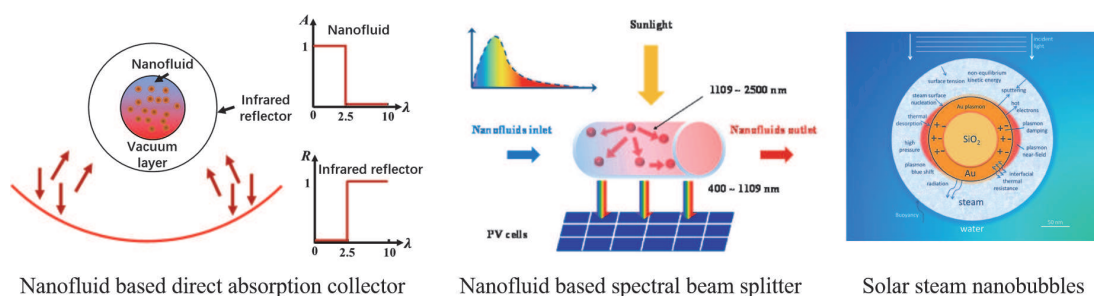 Nanofluid
Infrared
reflector
Vacuum
layer
A
Nanofluid
1
0
2.5
10
λ
R
Infrared reflector
1
0
2.5
10
λ
Sunlight
1109 ~ 2500 nm
Nanofluids inlet
Nanofluids outlet
400 ~ 1109 nm
PV cells
incident
light
surface tension
non-equilibrium
kinetic energy
sputtering
steam surface
nucleation
Au plasmon
hot
electrons
thermal
desorption
plasmon
damping
SiO2
high
pressure
plasmon
near-field
plasmon
blue shift
Au
interfacial
thermal
resistance
radiation
steam
buoyancy
water
50 nm
Nanofluid based direct absorption collector
Nanofluid based spectral beam splitter
Solar steam nanobubbles